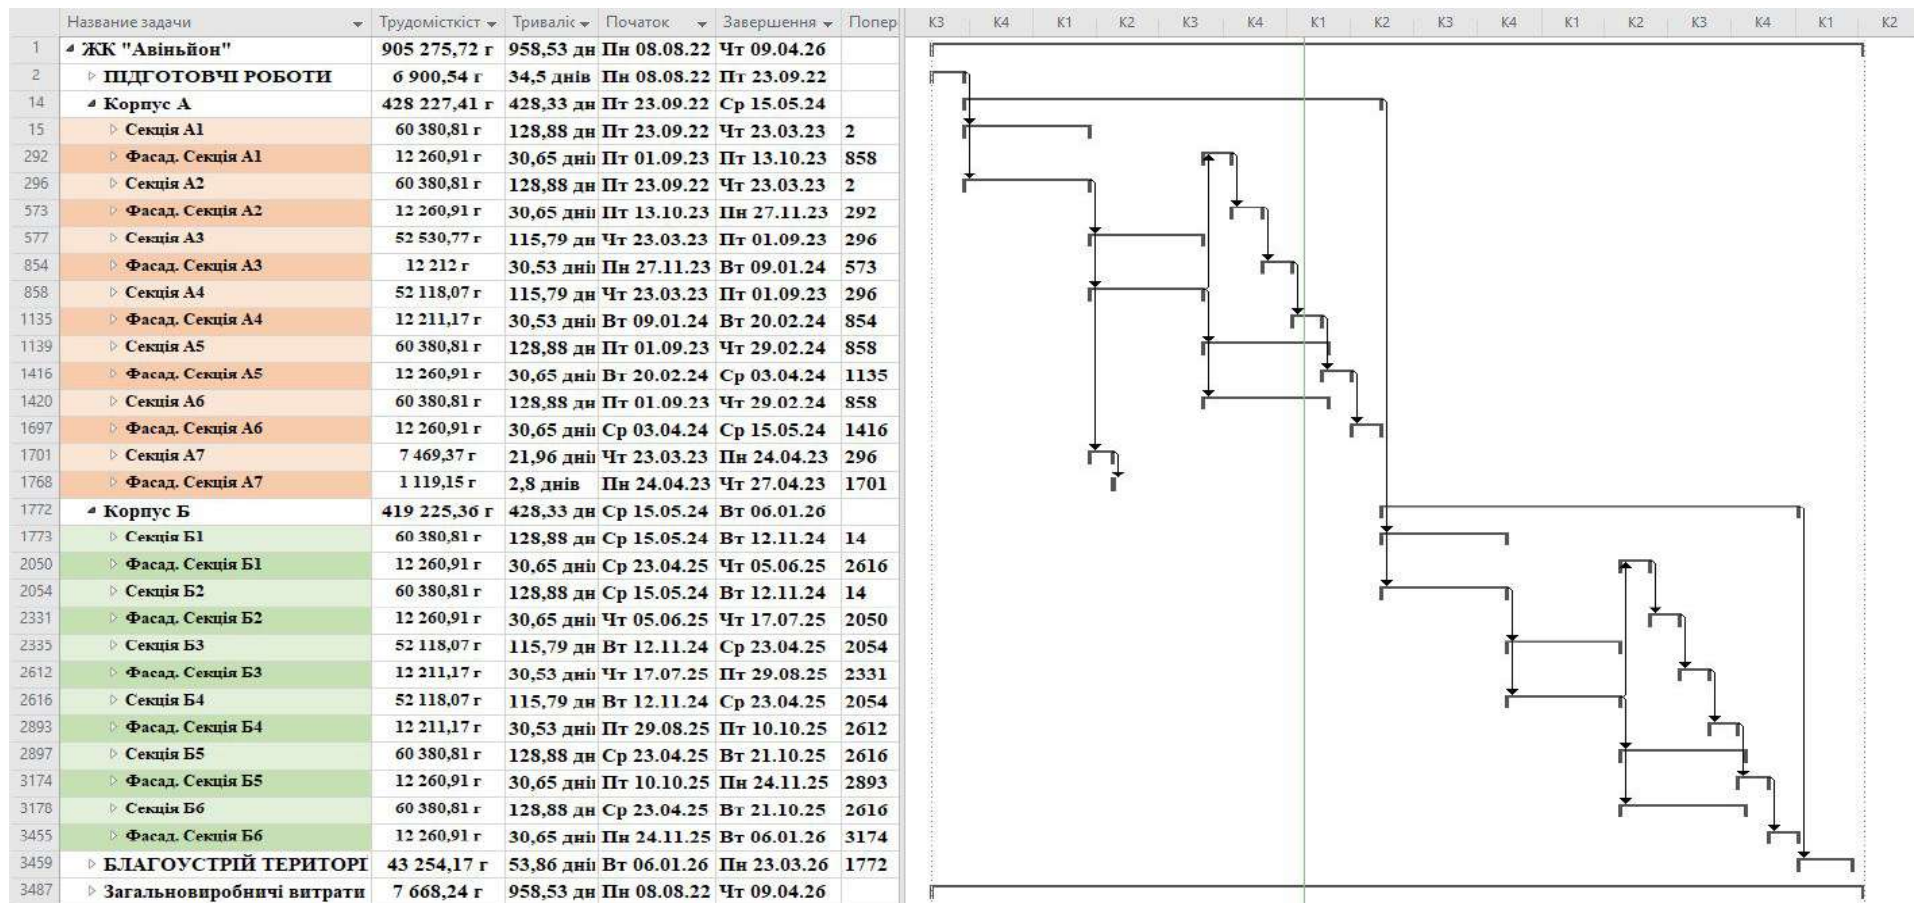 Название задачи Трудомісткіст Триваліс Початок Завершення Попер К3 К4 К1 К2 К3 К4 К1 К2 К3 К4 К1 К2 К3 К4 К1 К2
1 ЖК "Авіньйон" 905 275,72 г 958,53 дн Пн 08.08.22 Чт 09.04.26
2 ПІДГОТОВЧІ РОБОТИ 6 900,54 г 34,5 днів Пн 08.08.22 Пт 23.09.22
14 Корпус А 428 227,41 г 428,33 дн Пт 23.09.22 Ср 15.05.24
15 Секція А1 60 380,81 г 128,88 дн Пт 23.09.22 Чт 23.03.23 2
292 Фасад. Секція А1 12 260,91 г 30,65 дні Пт 01.09.23 Пт 13.10.23 858
296 Секція А2 60 380,81 г 128,88 дн Пт 23.09.22 Чт 23.03.23 2
573 Фасад. Секція А2 12 260,91 г 30,65 дні Пт 13.10.23 Пн 27.11.23 292
577 Секція А3 52 530,77 г 115,79 дн Чт 23.03.23 Пт 01.09.23 296
854 Фасад. Секція А3 12 212 г 30,53 дні Пн 27.11.23 Вт 09.01.24 573
858 Секція А4 52 118,07 г 115,79 дн Чт 23.03.23 Пт 01.09.23 296
1135 Фасад. Секція А4 12 211,17 г 30,53 дні Вт 09.01.24 Вт 20.02.24 854
1139 Секція А5 60 380,81 г 128,88 дн Пт 01.09.23 Чт 29.02.24 858
1416 Фасад. Секція А5 12 260,91 г 30,65 дні Вт 20.02.24 Ср 03.04.24 1135
1420 Секція А6 60 380,81 г 128,88 дн Пт 01.09.23 Чт 29.02.24 858
1697 Фасад. Секція А6 12 260,91 г 30,65 дні Ср 03.04.24 Ср 15.05.24 1416
1701 Секція А7 7 469,37 г 21,96 дні Чт 23.03.23 Пн 24.04.23 296
1768 Фасад. Секція А7 1 119,15 г 2,8 днів Пн 24.04.23 Чт 27.04.23 1701
1772 Корпус Б 419 225,36 г 428,33 дн Ср 15.05.24 Вт 06.01.26
1773 Секція Б1 60 380,81 г 128,88 дн Ср 15.05.24 Вт 12.11.24 14
2050 Фасад. Секція Б1 12 260,91 г 30,65 дні Ср 23.04.25 Чт 05.06.25 2616
2054 Секція Б2 60 380,81 г 128,88 дн Ср 15.05.24 Вт 12.11.24 14
2331 Фасад. Секція Б2 12 260,91 г 30,65 дні Чт 05.06.25 Чт 17.07.25 2050
2335 Секція Б3 52 118,07 г 115,79 дн Вт 12.11.24 Ср 23.04.25 2054
2612 Фасад. Секція Б3 12 211,17 г 30,53 дні Чт 17.07.25 Пт 29.08.25 2331
2616 Секція Б4 52 118,07 г 115,79 дн Вт 12.11.24 Ср 23.04.25 2054
2893 Фасад. Секція Б4 12 211,17 г 30,53 дні Пт 29.08.25 Пт 10.10.25 2612
2897 Секція Б5 60 380,81 г 128,88 дн Ср 23.04.25 Вт 21.10.25 2616
3174 Фасад. Секція Б5 12 260,91 г 30,65 дні Пт 10.10.25 Пн 24.11.25 2893
3178 Секція Б6 60 380,81 г 128,88 дн Ср 23.04.25 Вт 21.10.25 2616
3455 Фасад. Секція Б6 12 260,91 г 30,65 дні Пн 24.11.25 Вт 06.01.26 3174
3459 БЛАГОУСТРІЙ ТЕРИТОРІ 43 254,17 г 53,86 дні Вт 06.01.26 Пн 23.03.26 1772
3487 Загальновиробничі витрати 7 668,24 г 958,53 дн Пн 08.08.22 Чт 09.04.26